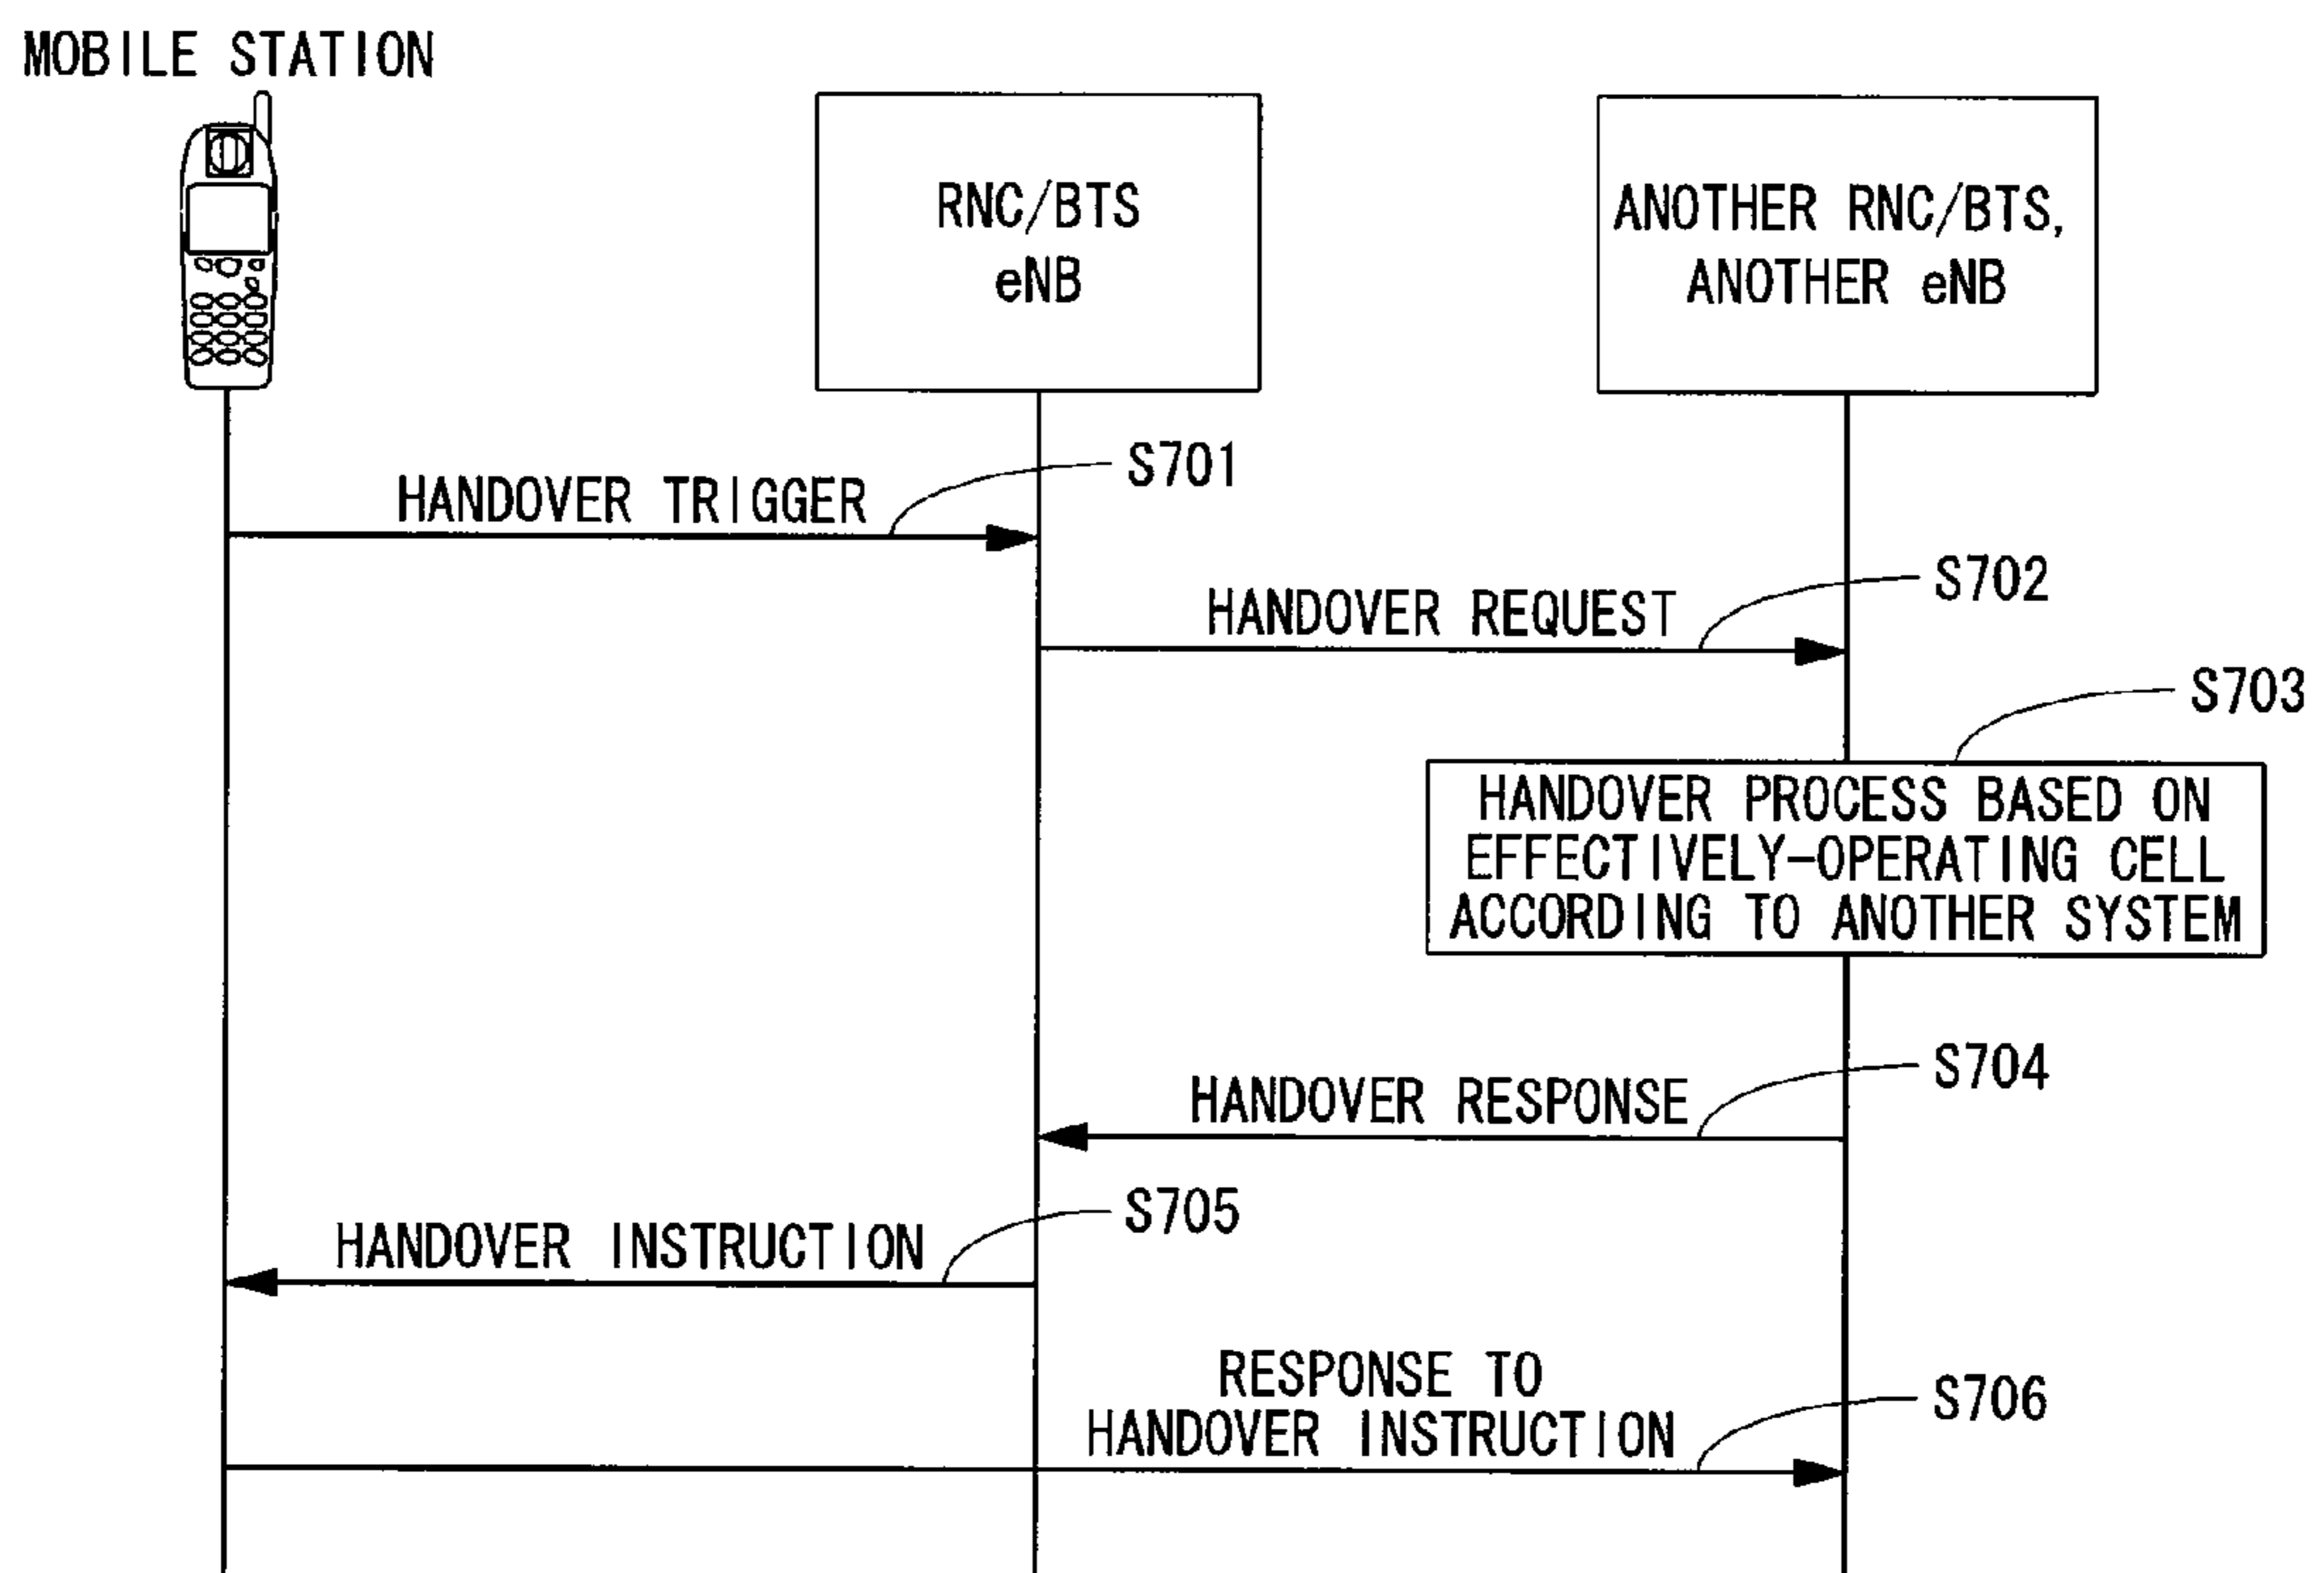 MOBILE STATION
RNC/BTS
eNB
ANOTHER RNC/BTS,
ANOTHER eNB
HANDOVER TRIGGER
S701
HANDOVER REQUEST
S702
S703
HANDOVER PROCESS BASED ON
EFFECTIVELY-OPERATING CELL
ACCORDING TO ANOTHER SYSTEM
HANDOVER RESPONSE
S704
HANDOVER INSTRUCTION
S705
RESPONSE TO
HANDOVER INSTRUCTION
S706